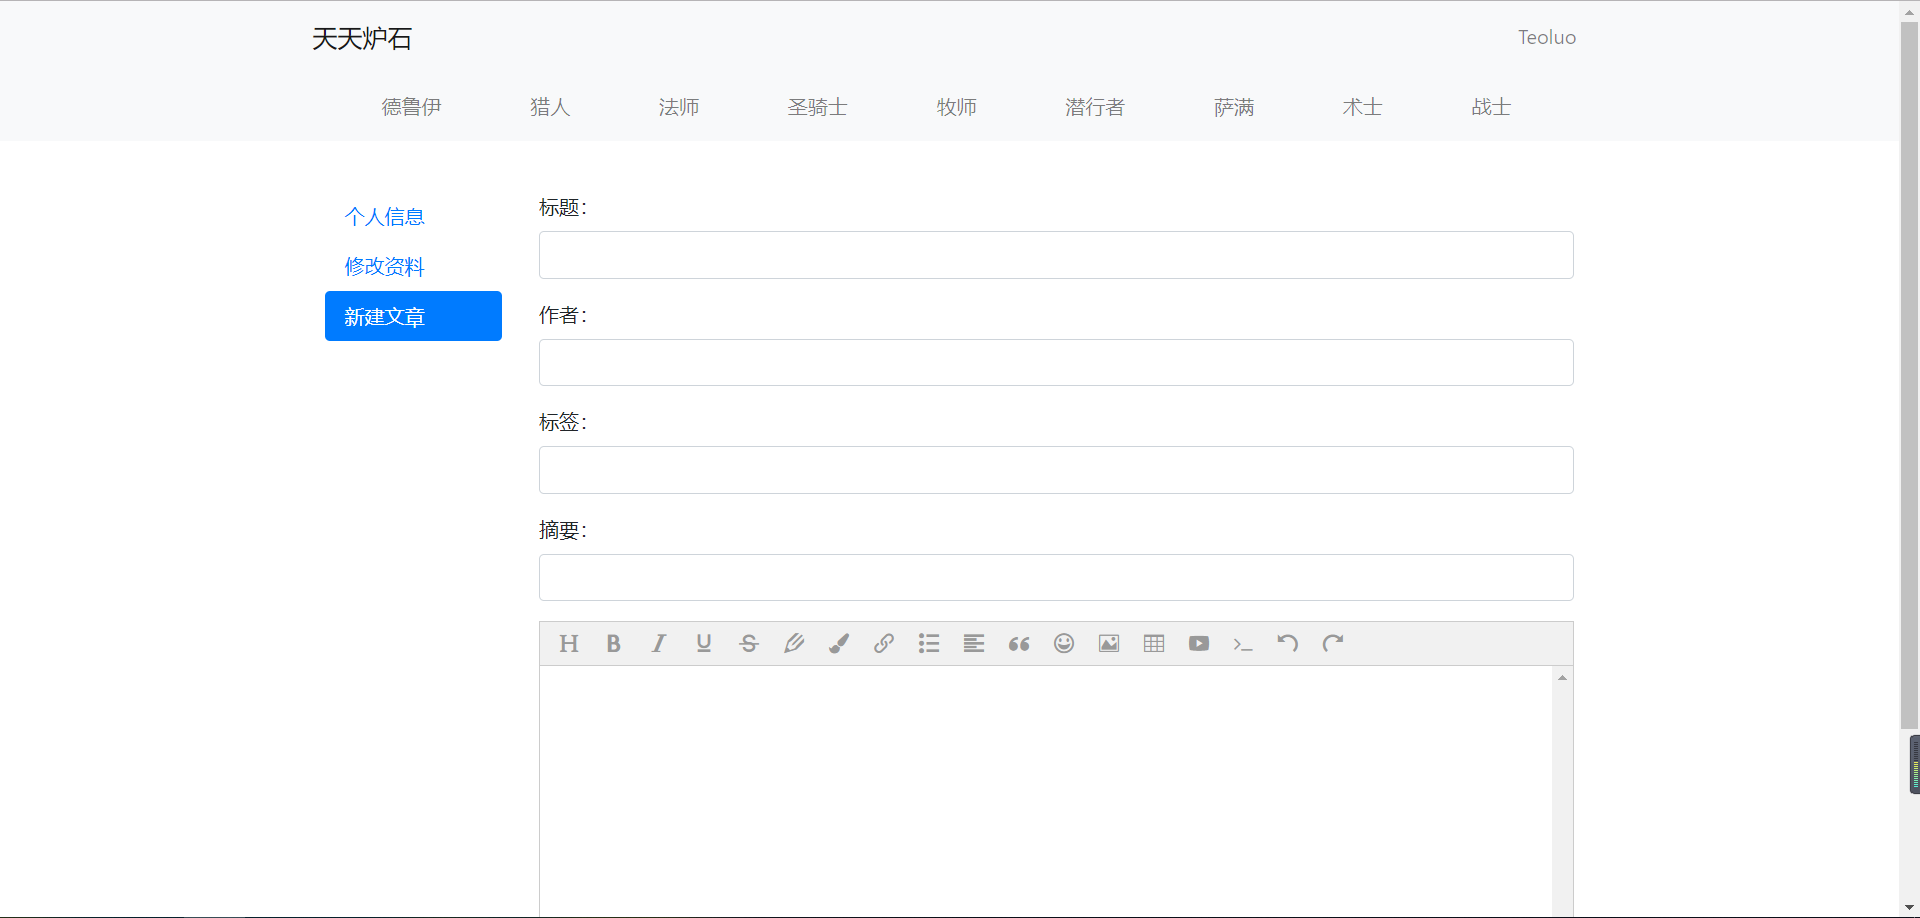 天天炉石 Teoluo
德鲁伊 猎人 法师 圣骑士 牧师 潜行者 萨满 术士 战士
个人信息
修改资料
新建文章
标题：
作者：
标签：
摘要：